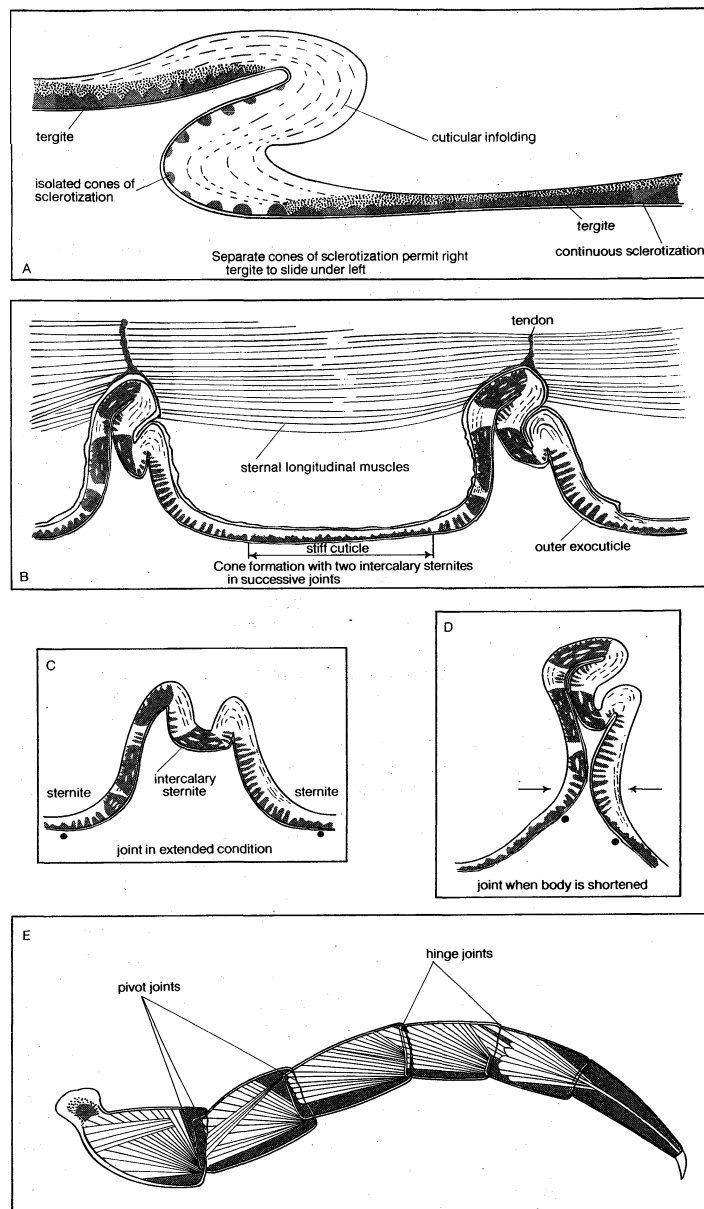 tergite
cuticular infolding
isolated cones of
sclerotization
tergite
continuous sclerotization
Separate cones of sclerotization permit right
tergite to slide under left
A
tendon
sternal longitudinal muscles
stiff cuticle
outer exocuticle
Cone formation with two intercalary sternites
in successive joints
B
C
sternite
intercalary
sternite
sternite
joint in extended condition
D
joint when body is shortened
E
hinge joints
pivot joints